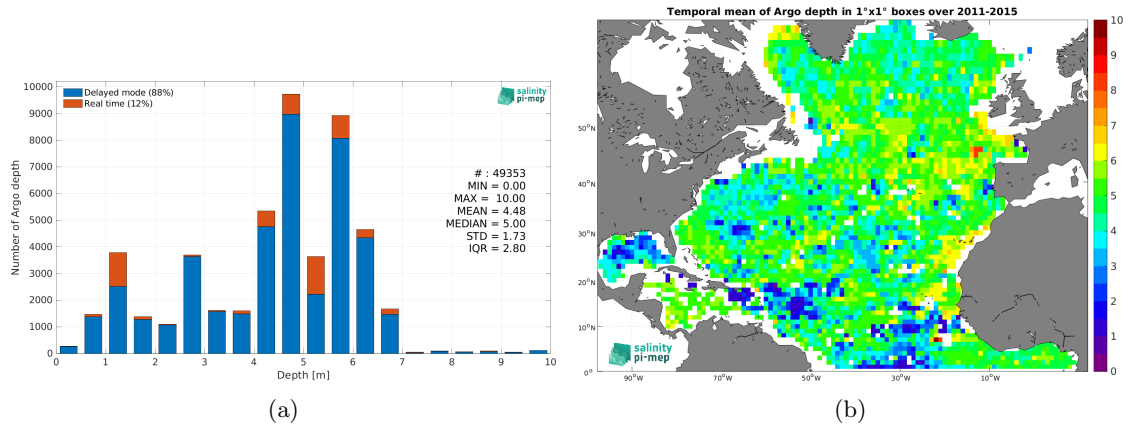 Delayed mode (88%)
Real time (12%)
salinity
pi-mep
Number of Argo depth
10000
9000
8000
7000
6000
5000
4000
3000
2000
1000
0
# : 49353
MIN = 0.00
MAX = 10.00
MEAN = 4.48
MEDIAN = 5.00
STD = 1.73
IQR = 2.80
0 1 2 3 4 5 6 7 8 9 10
Depth [m]
(a)
Temporal mean of Argo depth in 1°x1° boxes over 2011-2015
50°N
40°N
30°N
20°N
10°N
0°
90°W 70°W 50°W 30°W 10°W
salinity
pi-mep
10
9
8
7
6
5
4
3
2
1
0
(b)